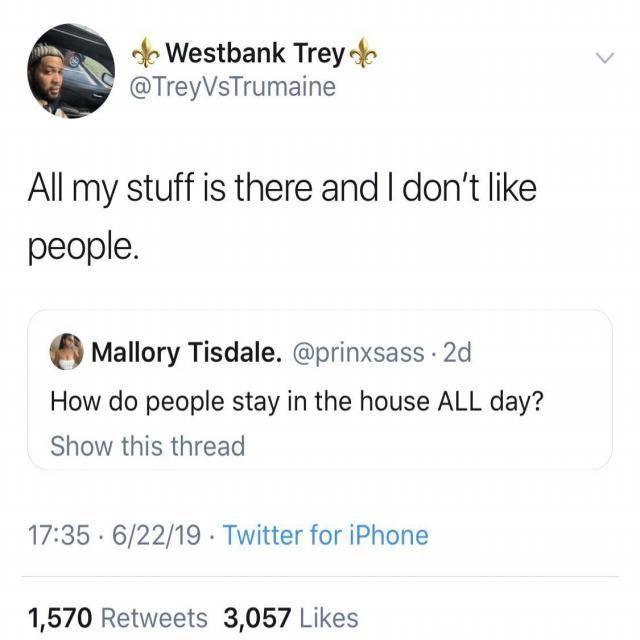 ⚜️Westbank Trey⚜️
@TreyVsTrumaine
All my stuff is there and I don't like
people.
Mallory Tisdale. @prinxsass · 2d
How do people stay in the house ALL day?
Show this thread
17:35 · 6/22/19 · Twitter for iPhone
1,570 Retweets 3,057 Likes